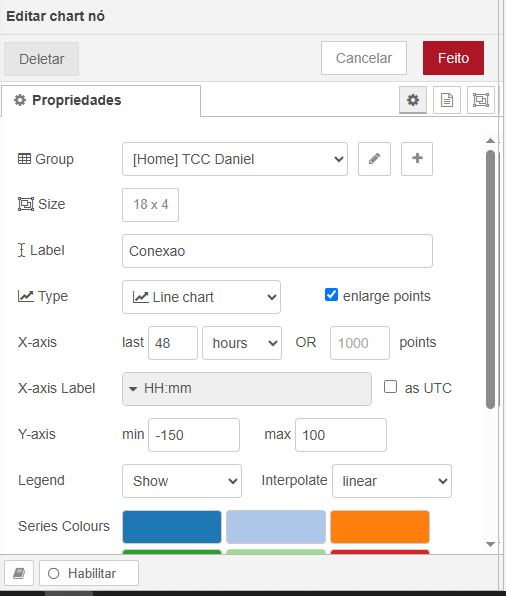 Editar chart nó
Deletar
Cancelar
Feito
Propriedades
Group
[Home] TCC Daniel
Size
18 x 4
Label
Conexao
Type
Line chart
enlarge points
X-axis
last
48
hours
OR
1000
points
X-axis Label
HH:mm
as UTC
Y-axis
min
-150
max
100
Legend
Show
Interpolate
linear
Series Colours
Habilitar